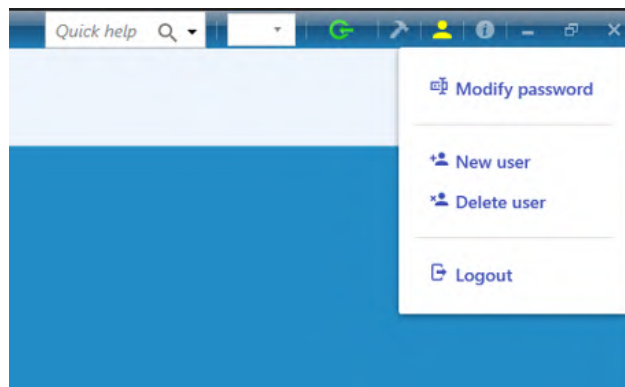 Quick help
Modify password
New user
Delete user
Logout